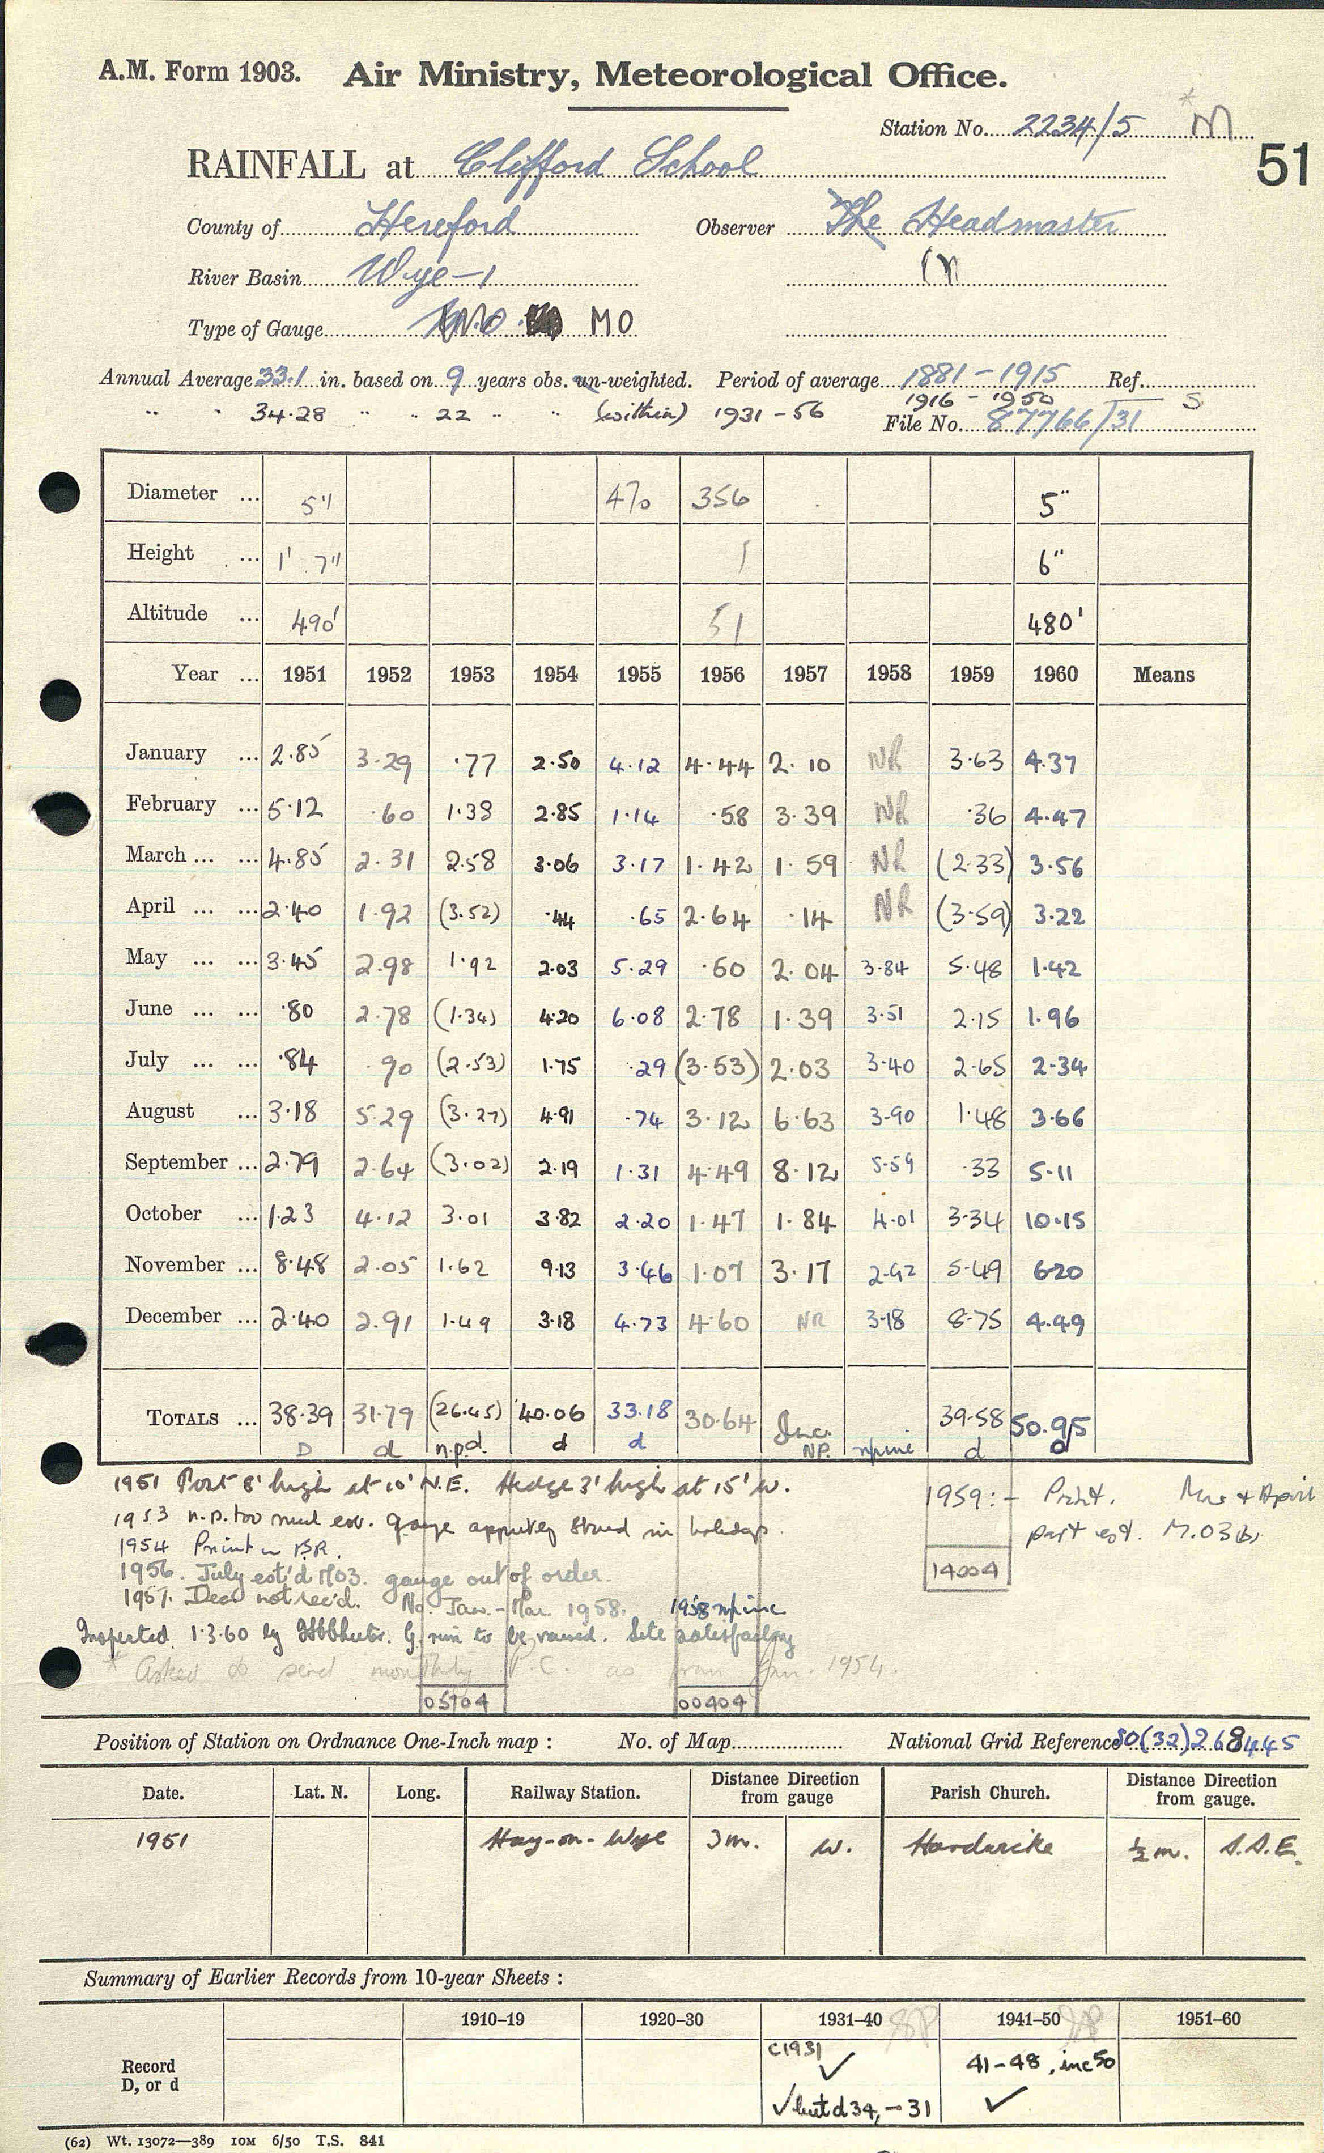 A.M. Form 1903. Air Ministry, Meteorological Office.
Station No. 2234/5 * M
51
RAINFALL at Clifford School
County of Hereford Observer The Headmaster
River Basin Wye-1 (M
Type of Gauge MO
Annual Average 33.1 in. based on 9 years obs. un-weighted. Period of average 1881-1915 Ref.
1916-1950 S
" " 34.28 " " 22 " " (within) 1931-56 File No. 87766/31
Diameter ... 5" 470 356 5"
Height ... 1' 7" 1 6"
Altitude ... 490' 51 480'
Year ... 1951 1952 1953 1954 1955 1956 1957 1958 1959 1960 Means
January ... 2.85 3.29 .77 2.50 4.12 4.44 2.10 NR 3.63 4.37
February ... 5.12 .60 1.38 2.85 1.14 .58 3.39 NR .36 4.47
March ... ... 4.85 2.31 2.58 3.06 3.17 1.42 1.59 NR (2.33) 3.56
April ... ... 2.40 1.92 (3.52) .44 .65 2.64 .14 NR (3.59) 3.22
May ... ... 3.45 2.98 1.92 2.03 5.29 .60 2.04 3.84 5.48 1.42
June ... ... .80 2.78 (1.34) 4.20 6.08 2.78 1.39 3.51 2.15 1.96
July ... ... .84 90 (2.53) 1.75 .29 (3.53) 2.03 3.40 2.65 2.34
August ... 3.18 5.29 (3.27) 4.91 .74 3.12 6.63 3.90 1.48 3.66
September ... 2.79 2.64 (3.02) 2.19 1.31 4.49 8.12 5.59 .33 5.11
October ... 1.23 4.12 3.01 3.82 2.20 1.47 1.84 4.01 3.34 10.15
November ... 8.48 2.05 1.62 9.13 3.46 1.07 3.17 2.92 5.49 6.20
December ... 2.40 2.91 1.49 3.18 4.73 4.60 NR 3.18 8.75 4.49
TOTALS ... 38.39 31.79 (26.45) 40.06 33.18 30.64 Inc. 39.58 50.95
D d n.p.d. d d NP. npinc d d
1951 Post 8' high at 10' N.E. Hedge 3' high at 15' W.
1959:- Print. Mar + April
1953 n.p. too much est. gauge stored in holidays.
part est. M.O3(b)
1954 Print in B.R.
1956. July est'd M03. gauge out of order.
14004
1957. Dec not rec'd. No. Jan.-Mar 1958. 1958 npinc
Inspected 1.3.60 by G. rim to be raised. Site satisfactory
* Asked to send monthly P.C. as from Jan. 1954.
05704 00404
Position of Station on Ordnance One-Inch map : No. of Map National Grid Reference SO(32)268445
Date. Lat. N. Long. Railway Station. Distance Direction from gauge Parish Church. Distance Direction from gauge.
1951 Hay-on-Wye 3m. W. Hardwicke ½ m. S.S.E.
Summary of Earlier Records from 10-year Sheets :
1910–19 1920–30 1931–40 1941–50 1951–60
Record D, or d
c1931 ✓ 41-48, inc 50
✓ but d 34, -31 ✓
(62) Wt. 13072—389 10M 6/50 T.S. 841